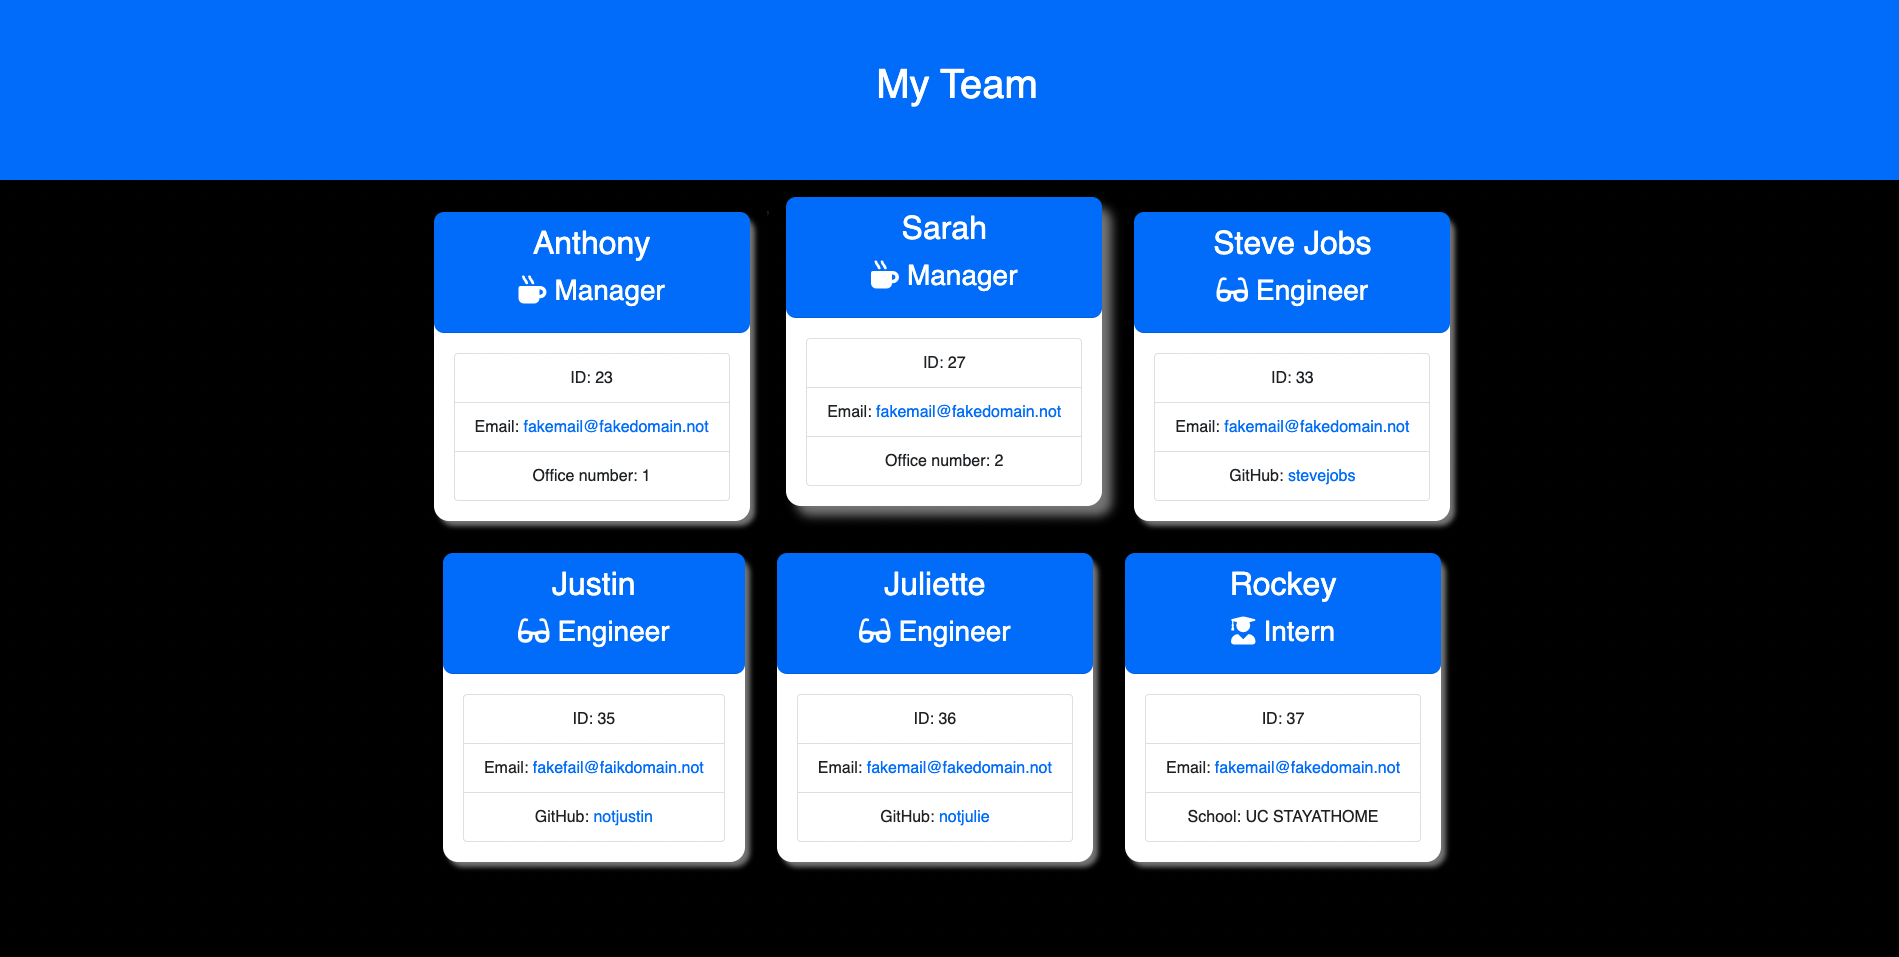 My Team
Anthony
Manager
ID: 23
Email: fakemail@fakedomain.not
Office number: 1
Sarah
Manager
ID: 27
Email: fakemail@fakedomain.not
Office number: 2
Steve Jobs
Engineer
ID: 33
Email: fakemail@fakedomain.not
GitHub: stevejobs
Justin
Engineer
ID: 35
Email: fakefail@faikdomain.not
GitHub: notjustin
Juliette
Engineer
ID: 36
Email: fakemail@fakedomain.not
GitHub: notjulie
Rockey
Intern
ID: 37
Email: fakemail@fakedomain.not
School: UC STAYATHOME